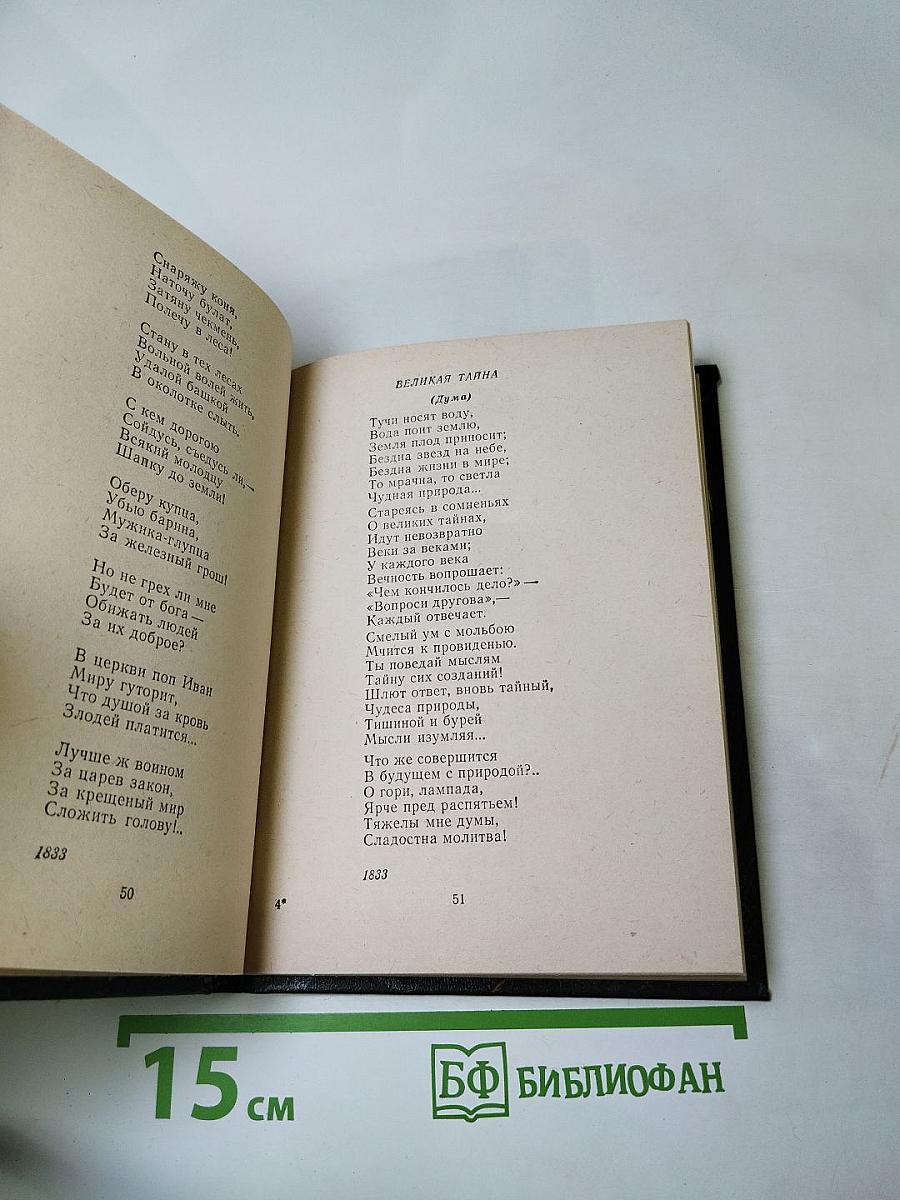 Снаряжу коня,
Наточу булат,
Затяну чекмень,
Полечу в леса!
Стану в тех лесах
Вольной волей жить,
Удалой башкой
В околотке слыть.
С кем дорогою
Сойдусь, съедусь ли,—
Всякий молодцу
Шапку до земли!
Оберу купца,
Убью барина,
Мужика-глупца
За железный грош!
Но не грех ли мне
Будет от бога —
Обижать людей
За их доброе?
В церкви поп Иван
Миру гуторит,
Что душой за кровь
Злодей платится...
Лучше ж воином
За царев закон,
За крещеный мир
Сложить голову!..
1833
50
ВЕЛИКАЯ ТАЙНА
(Дума)
Тучи носят воду,
Вода поит землю,
Земля плод приносит;
Бездна звезд на небе,
Бездна жизни в мире;
То мрачна, то светла
Чудная природа...
Стареясь в сомненьях
О великих тайнах,
Идут невозвратно
Веки за веками;
У каждого века
Вечность вопрошает:
«Чем кончилось дело?» —
«Вопроси другова»,—
Каждый отвечает.
Смелый ум с мольбою
Мчится к провиденью.
Ты поведай мыслям
Тайну сих созданий!
Шлют ответ, вновь тайный,
Чудеса природы,
Тишиной и бурей
Мысли изумляя...
Что же совершится
В будущем с природой?..
О гори, лампада,
Ярче пред распятьем!
Тяжелы мне думы,
Сладостна молитва!
1833
4*
51
15 см
БФ БИБЛИОФАН